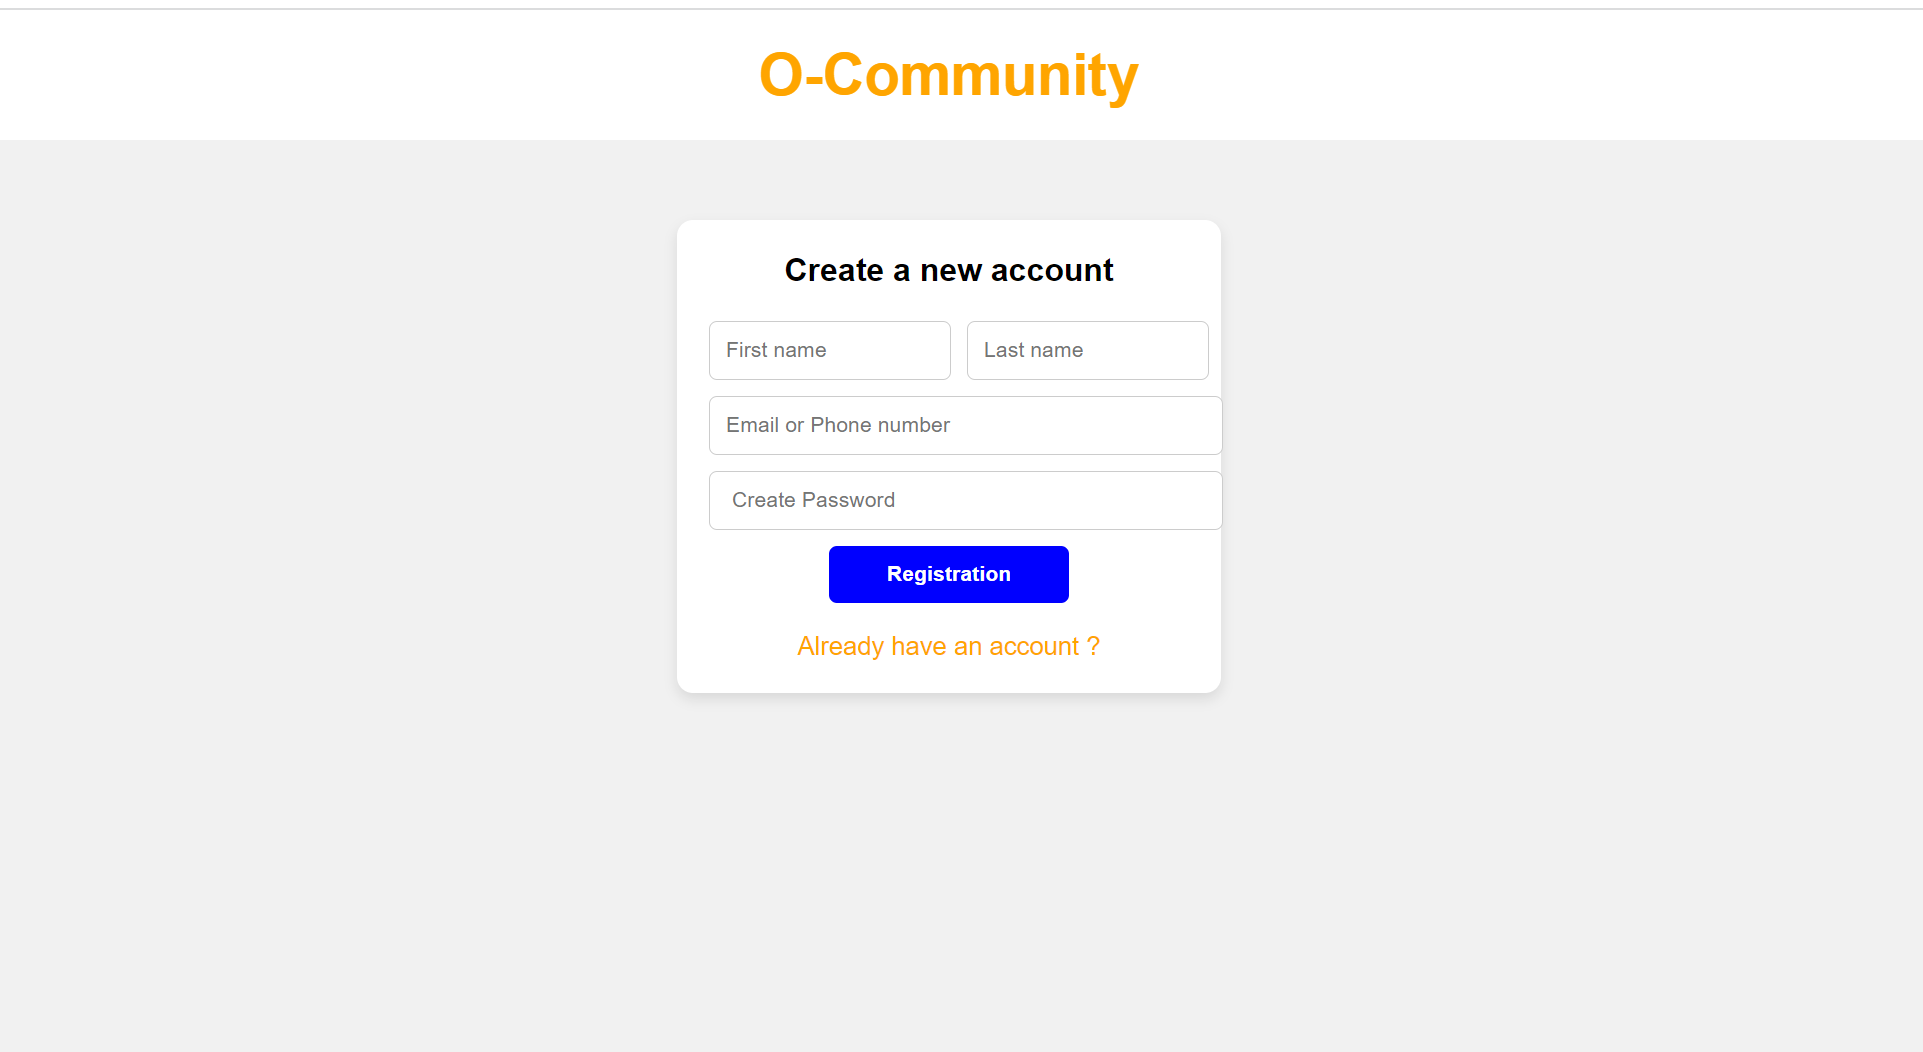 O-Community
Create a new account
First name Last name
Email or Phone number
Create Password
Registration
Already have an account ?